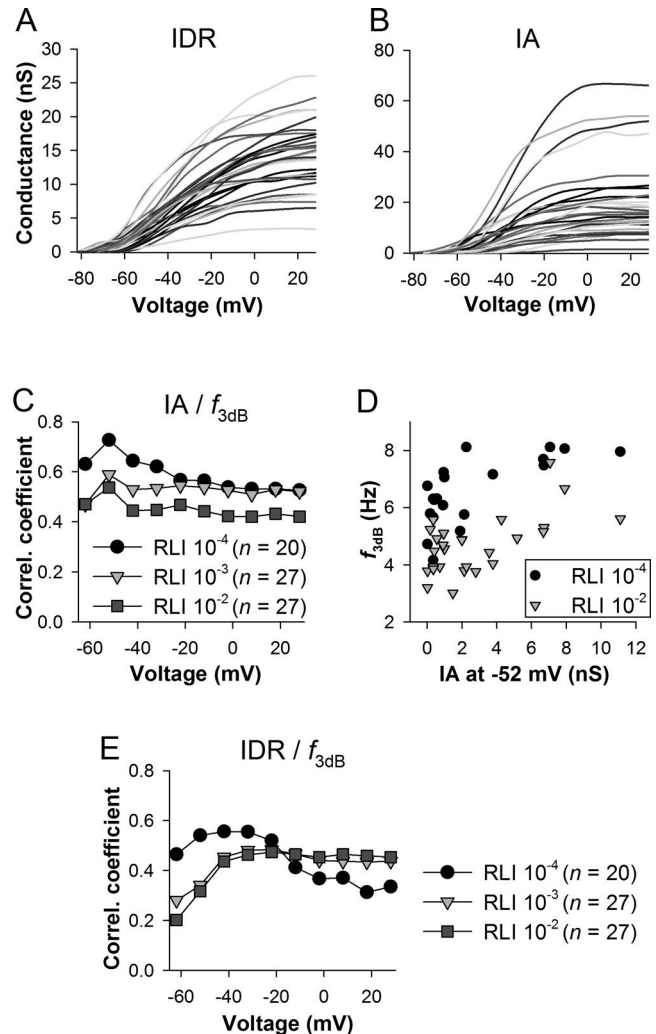 A
IDR
30
25
20
15
10
5
0
Conductance (nS)
-80 -60 -40 -20 0 20
Voltage (mV)
B
IA
80
60
40
20
0
-80 -60 -40 -20 0 20
Voltage (mV)
C
IA / f3dB
0.8
0.6
0.4
0.2
0.0
Correl. coefficient
RLI 10-4 (n = 20)
RLI 10-3 (n = 27)
RLI 10-2 (n = 27)
-60 -40 -20 0 20
Voltage (mV)
D
8
6
4
2
f3dB (Hz)
RLI 10-4
RLI 10-2
0 2 4 6 8 10 12
IA at -52 mV (nS)
E
IDR / f3dB
0.8
0.6
0.4
0.2
0.0
Correl. coefficient
-60 -40 -20 0 20
Voltage (mV)
RLI 10-4 (n = 20)
RLI 10-3 (n = 27)
RLI 10-2 (n = 27)